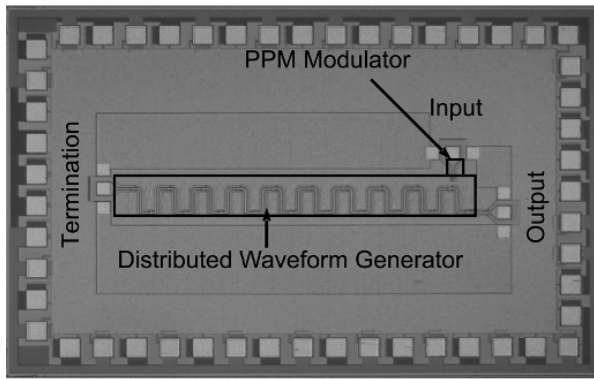 PPM Modulator
Input
Termination
Output
Distributed Waveform Generator